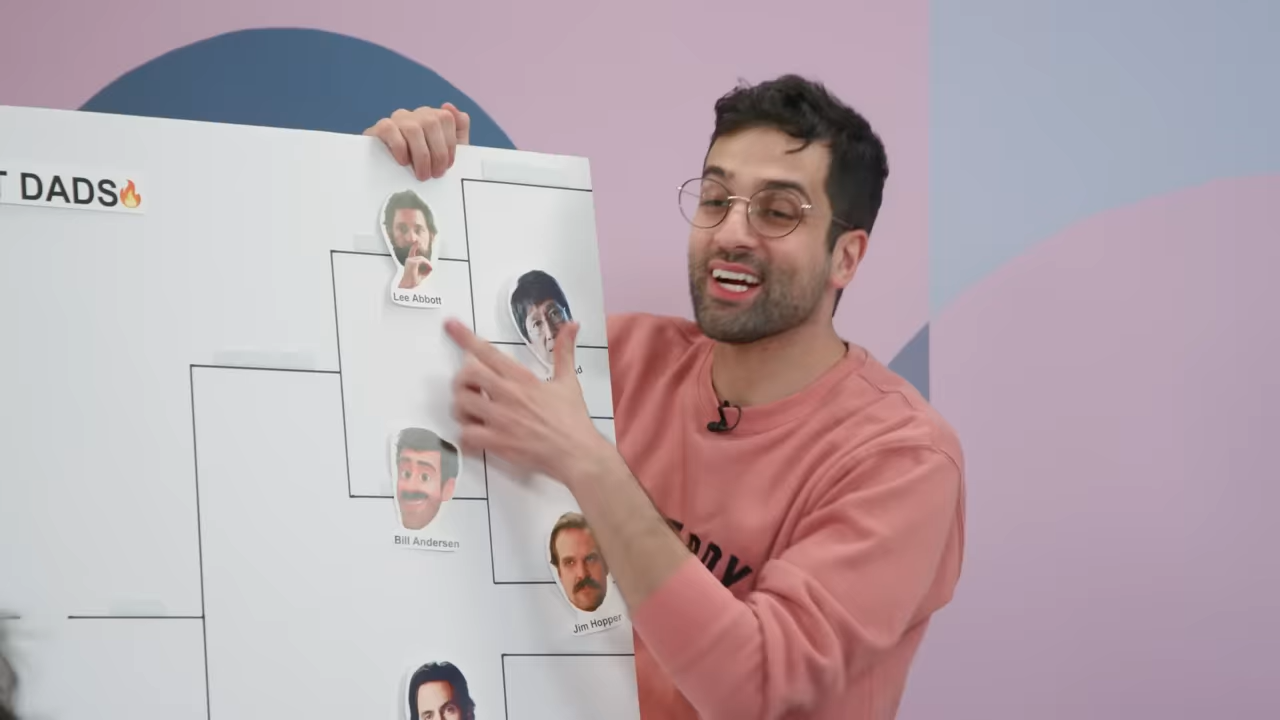 DADS🔥
Lee Abbott
Bill Andersen
Jim Hopper